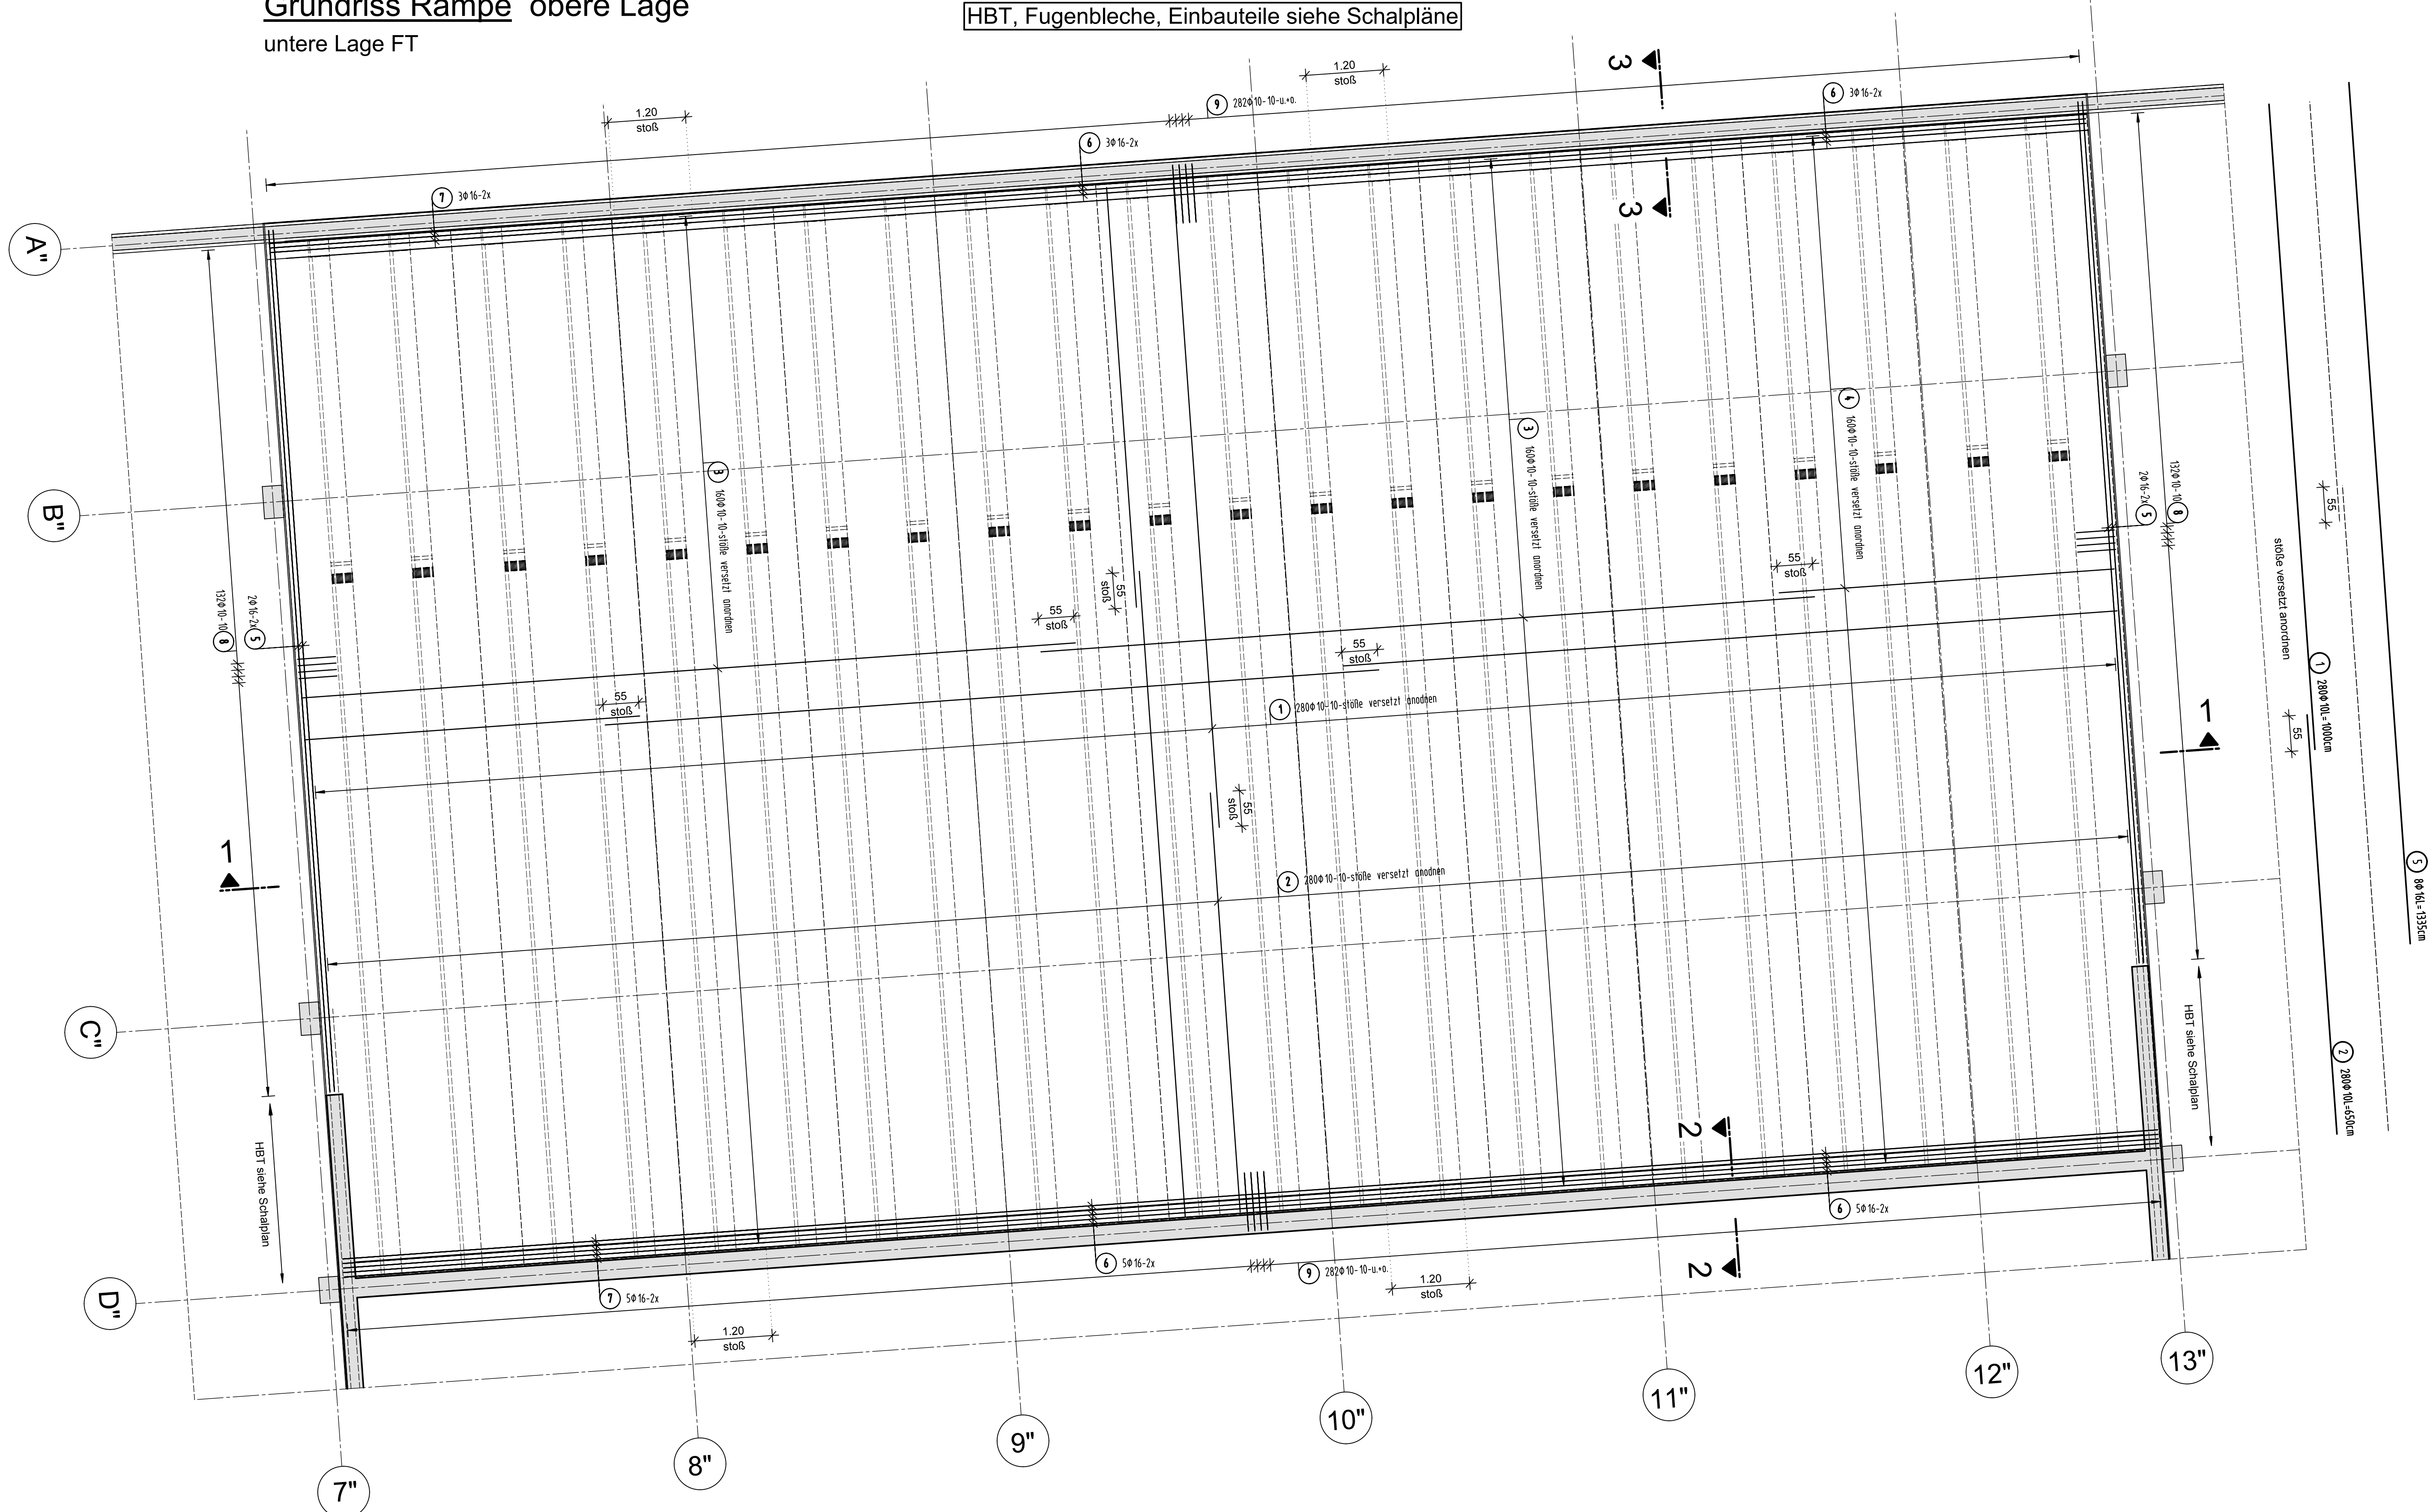 Grundriss Rampe obere Lage
untere Lage FT
HBT, Fugenbleche, Einbauteile siehe Schalpläne
3
1.20
stoß
9 282Φ10-10-u.+o.
6 3Φ16-2x
1.20
stoß
6 3Φ16-2x
7 3Φ16-2x
3
A"
B"
C"
D"
3 160Φ10-10-stöße versetzt anordnen
3 160Φ10-10-stöße versetzt anordnen
4 160Φ10-10-stöße versetzt anordnen
132Φ10-10 8
2Φ16-2x 5
132Φ10-10 8
2Φ16-2x 5
55
stoß
55
stoß
55
stoß
55
stoß
55
stoß
55
stoß
1 280Φ10-10-stöße versetzt anodnen
2 280Φ10-10-stöße versetzt anodnen
1
1
HBT siehe Schalplan
HBT siehe Schalplan
55
stöße versetzt anordnen
1 280Φ10L=1000cm
55
2 280Φ10L=650cm
5 8Φ16L=1335cm
2
2
6 5Φ16-2x
6 5Φ16-2x
7 5Φ16-2x
9 282Φ10-10-u.+o.
1.20
stoß
1.20
stoß
7"
8"
9"
10"
11"
12"
13"